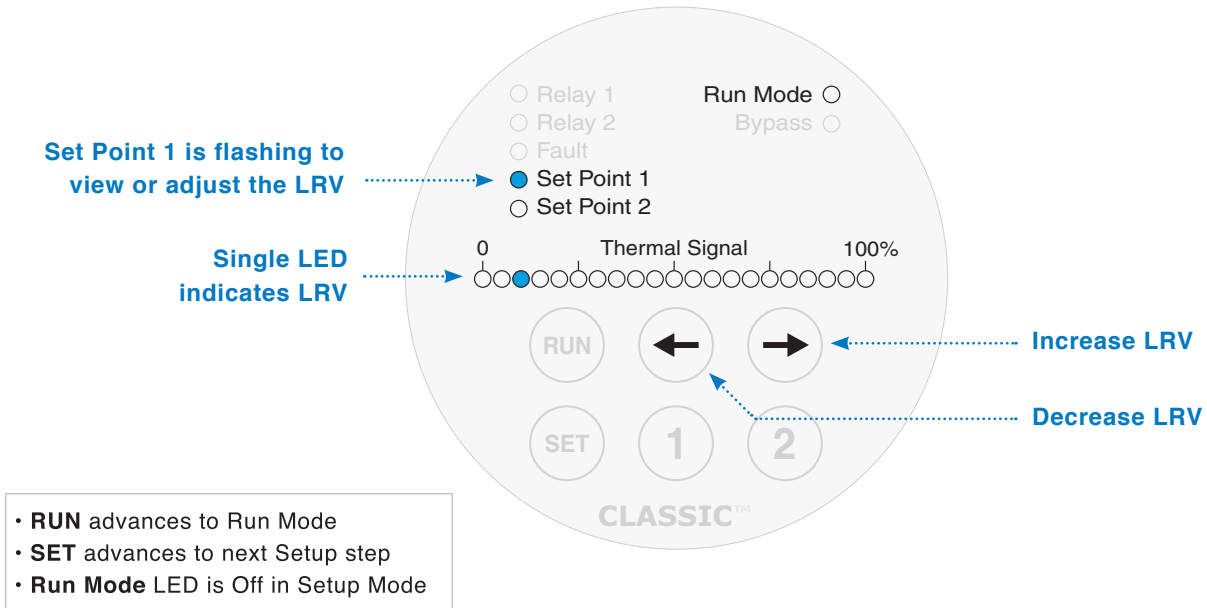 Relay 1
Run Mode
Relay 2
Bypass
Fault
Set Point 1 is flashing to
view or adjust the LRV
Set Point 1
Set Point 2
0 Thermal Signal 100%
Single LED
indicates LRV
RUN
Increase LRV
Decrease LRV
SET 1 2
CLASSIC™
• RUN advances to Run Mode
• SET advances to next Setup step
• Run Mode LED is Off in Setup Mode